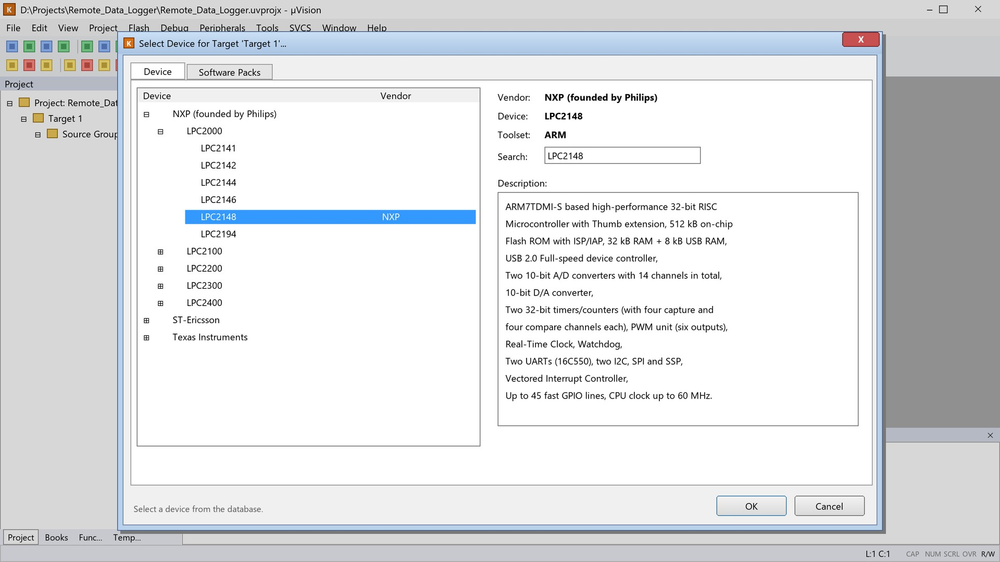 D:\Projects\Remote_Data_Logger\Remote_Data_Logger.uvprojx - µVision
File Edit View Project Flash Debug Peripherals Tools SVCS Window Help
Select Device for Target 'Target 1'...
X
Device Software Packs
Project
Project: Remote_Dat
Target 1
Source Group
Device Vendor
NXP (founded by Philips)
LPC2000
LPC2141
LPC2142
LPC2144
LPC2146
LPC2148 NXP
LPC2194
LPC2100
LPC2200
LPC2300
LPC2400
ST-Ericsson
Texas Instruments
Vendor: NXP (founded by Philips)
Device: LPC2148
Toolset: ARM
Search: LPC2148
Description:
ARM7TDMI-S based high-performance 32-bit RISC
Microcontroller with Thumb extension, 512 kB on-chip
Flash ROM with ISP/IAP, 32 kB RAM + 8 kB USB RAM,
USB 2.0 Full-speed device controller,
Two 10-bit A/D converters with 14 channels in total,
10-bit D/A converter,
Two 32-bit timers/counters (with four capture and
four compare channels each), PWM unit (six outputs),
Real-Time Clock, Watchdog,
Two UARTs (16C550), two I2C, SPI and SSP,
Vectored Interrupt Controller,
Up to 45 fast GPIO lines, CPU clock up to 60 MHz.
Select a device from the database.
OK Cancel
Project Books Func... Temp...
L:1 C:1 CAP NUM SCRL OVR R/W